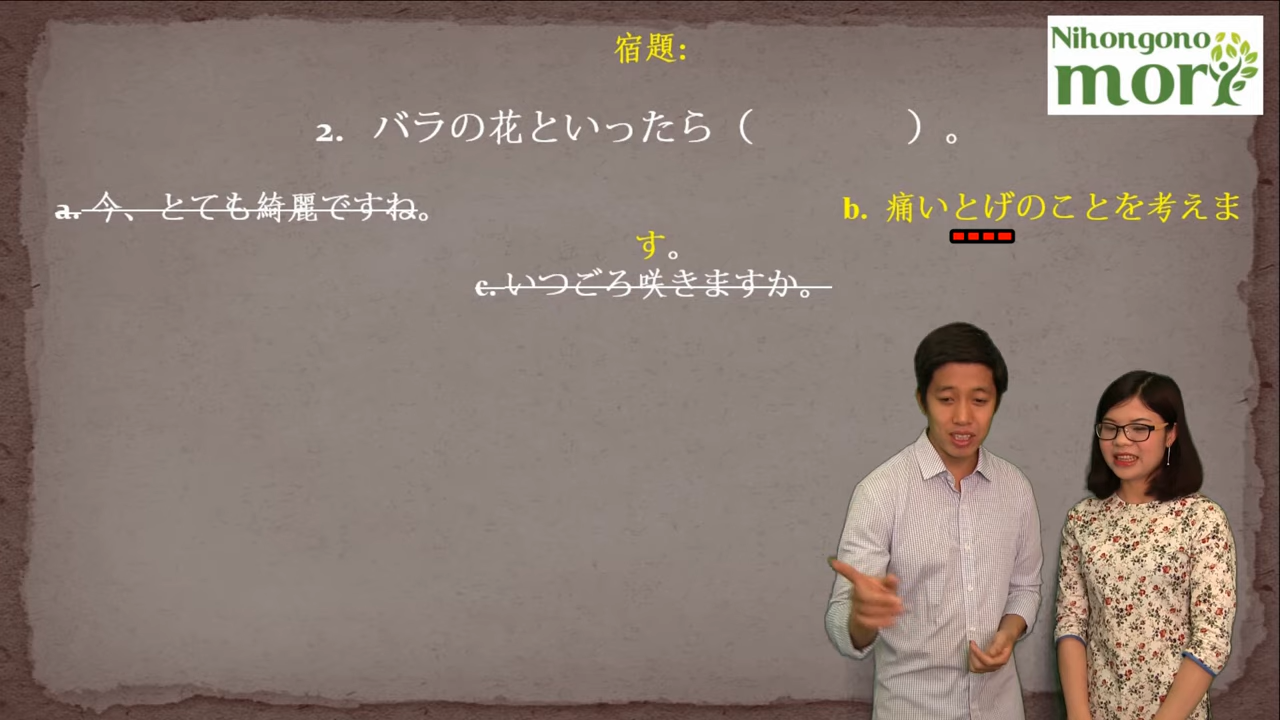 宿題:
Nihongono
mori
2. バラの花といったら（　　　　）。
a. 今、とても綺麗ですね。
b. 痛いとげのことを考えま
す。
c. いつごろ咲きますか。